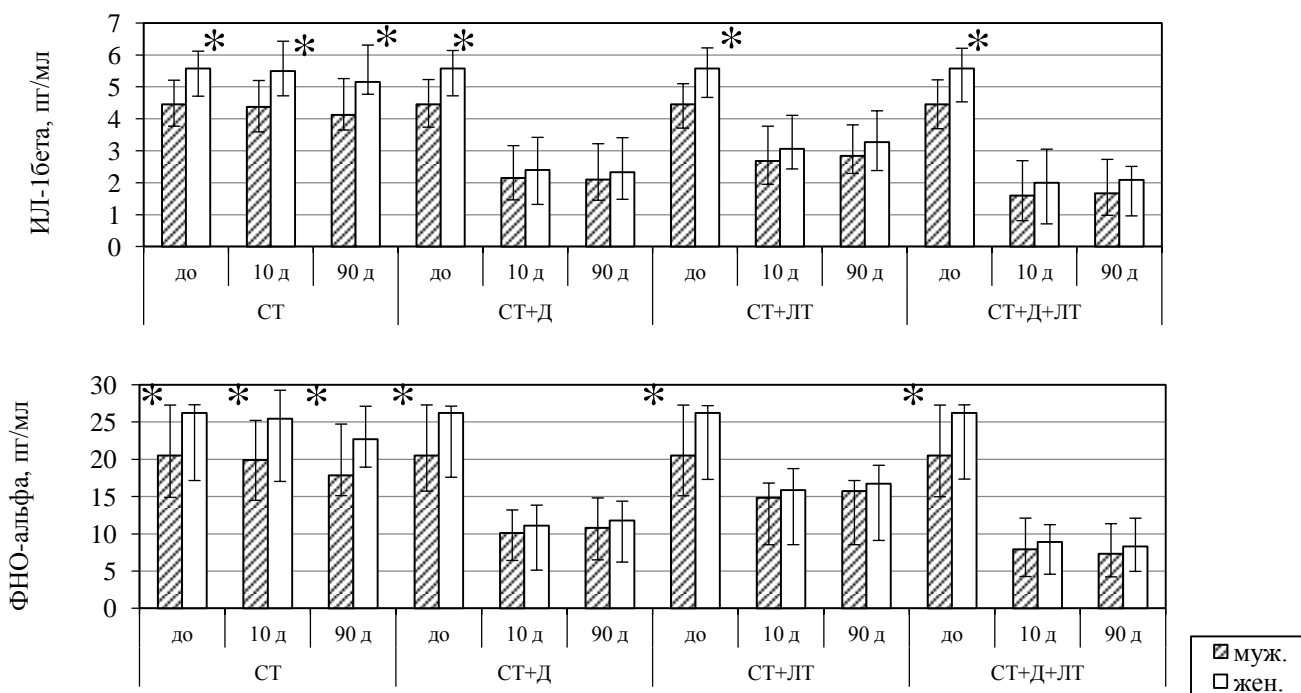 ИЛ-1бета, пг/мл
7
6
5
4
3
2
1
0
* * * * * *
до 10 д 90 д до 10 д 90 д до 10 д 90 д до 10 д 90 д
СТ СТ+Д СТ+ЛТ СТ+Д+ЛТ
ФНО-альфа, пг/мл
30
25
20
15
10
5
0
* * * * * *
до 10 д 90 д до 10 д 90 д до 10 д 90 д до 10 д 90 д
СТ СТ+Д СТ+ЛТ СТ+Д+ЛТ
муж.
жен.